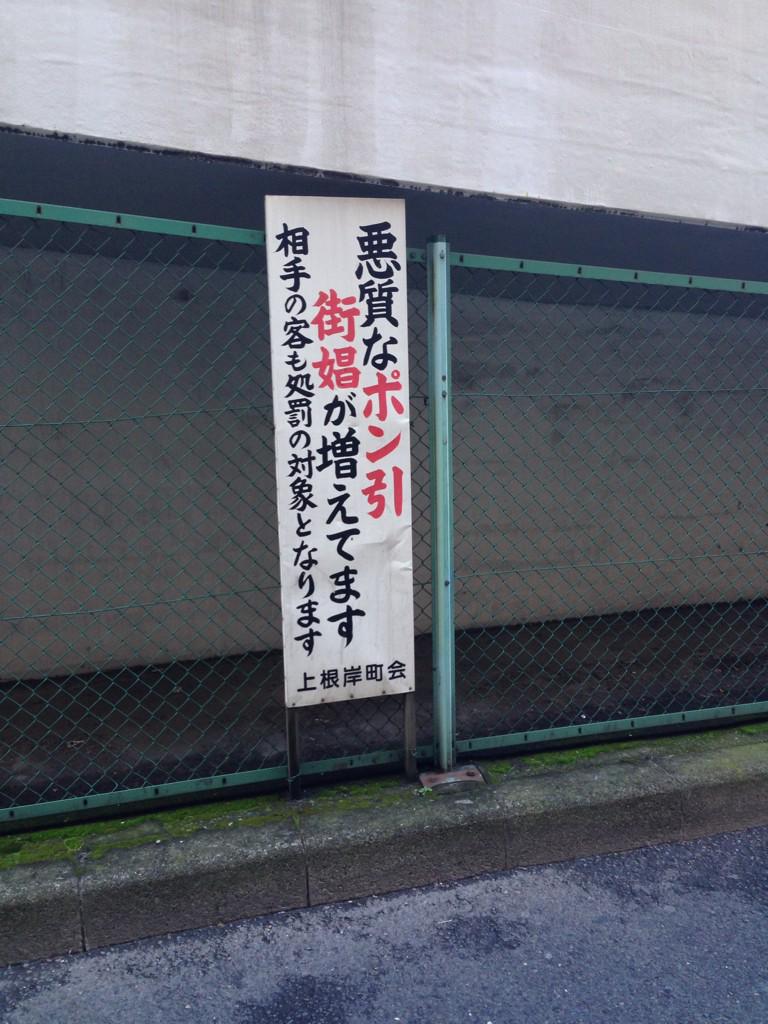 悪質なポン引
街娼が増えてます
相手の客も処罰の対象となります
上根岸町会